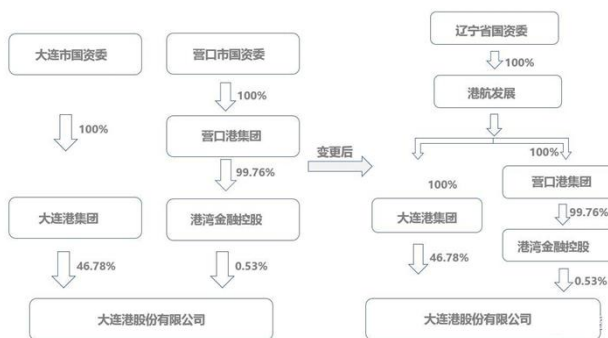 大连市国资委
营口市国资委
100%
100%
营口港集团
99.76%
大连港集团
港湾金融控股
46.78%
0.53%
大连港股份有限公司
变更后
辽宁省国资委
100%
港航发展
100%
100%
营口港集团
99.76%
大连港集团
港湾金融控股
46.78%
0.53%
大连港股份有限公司